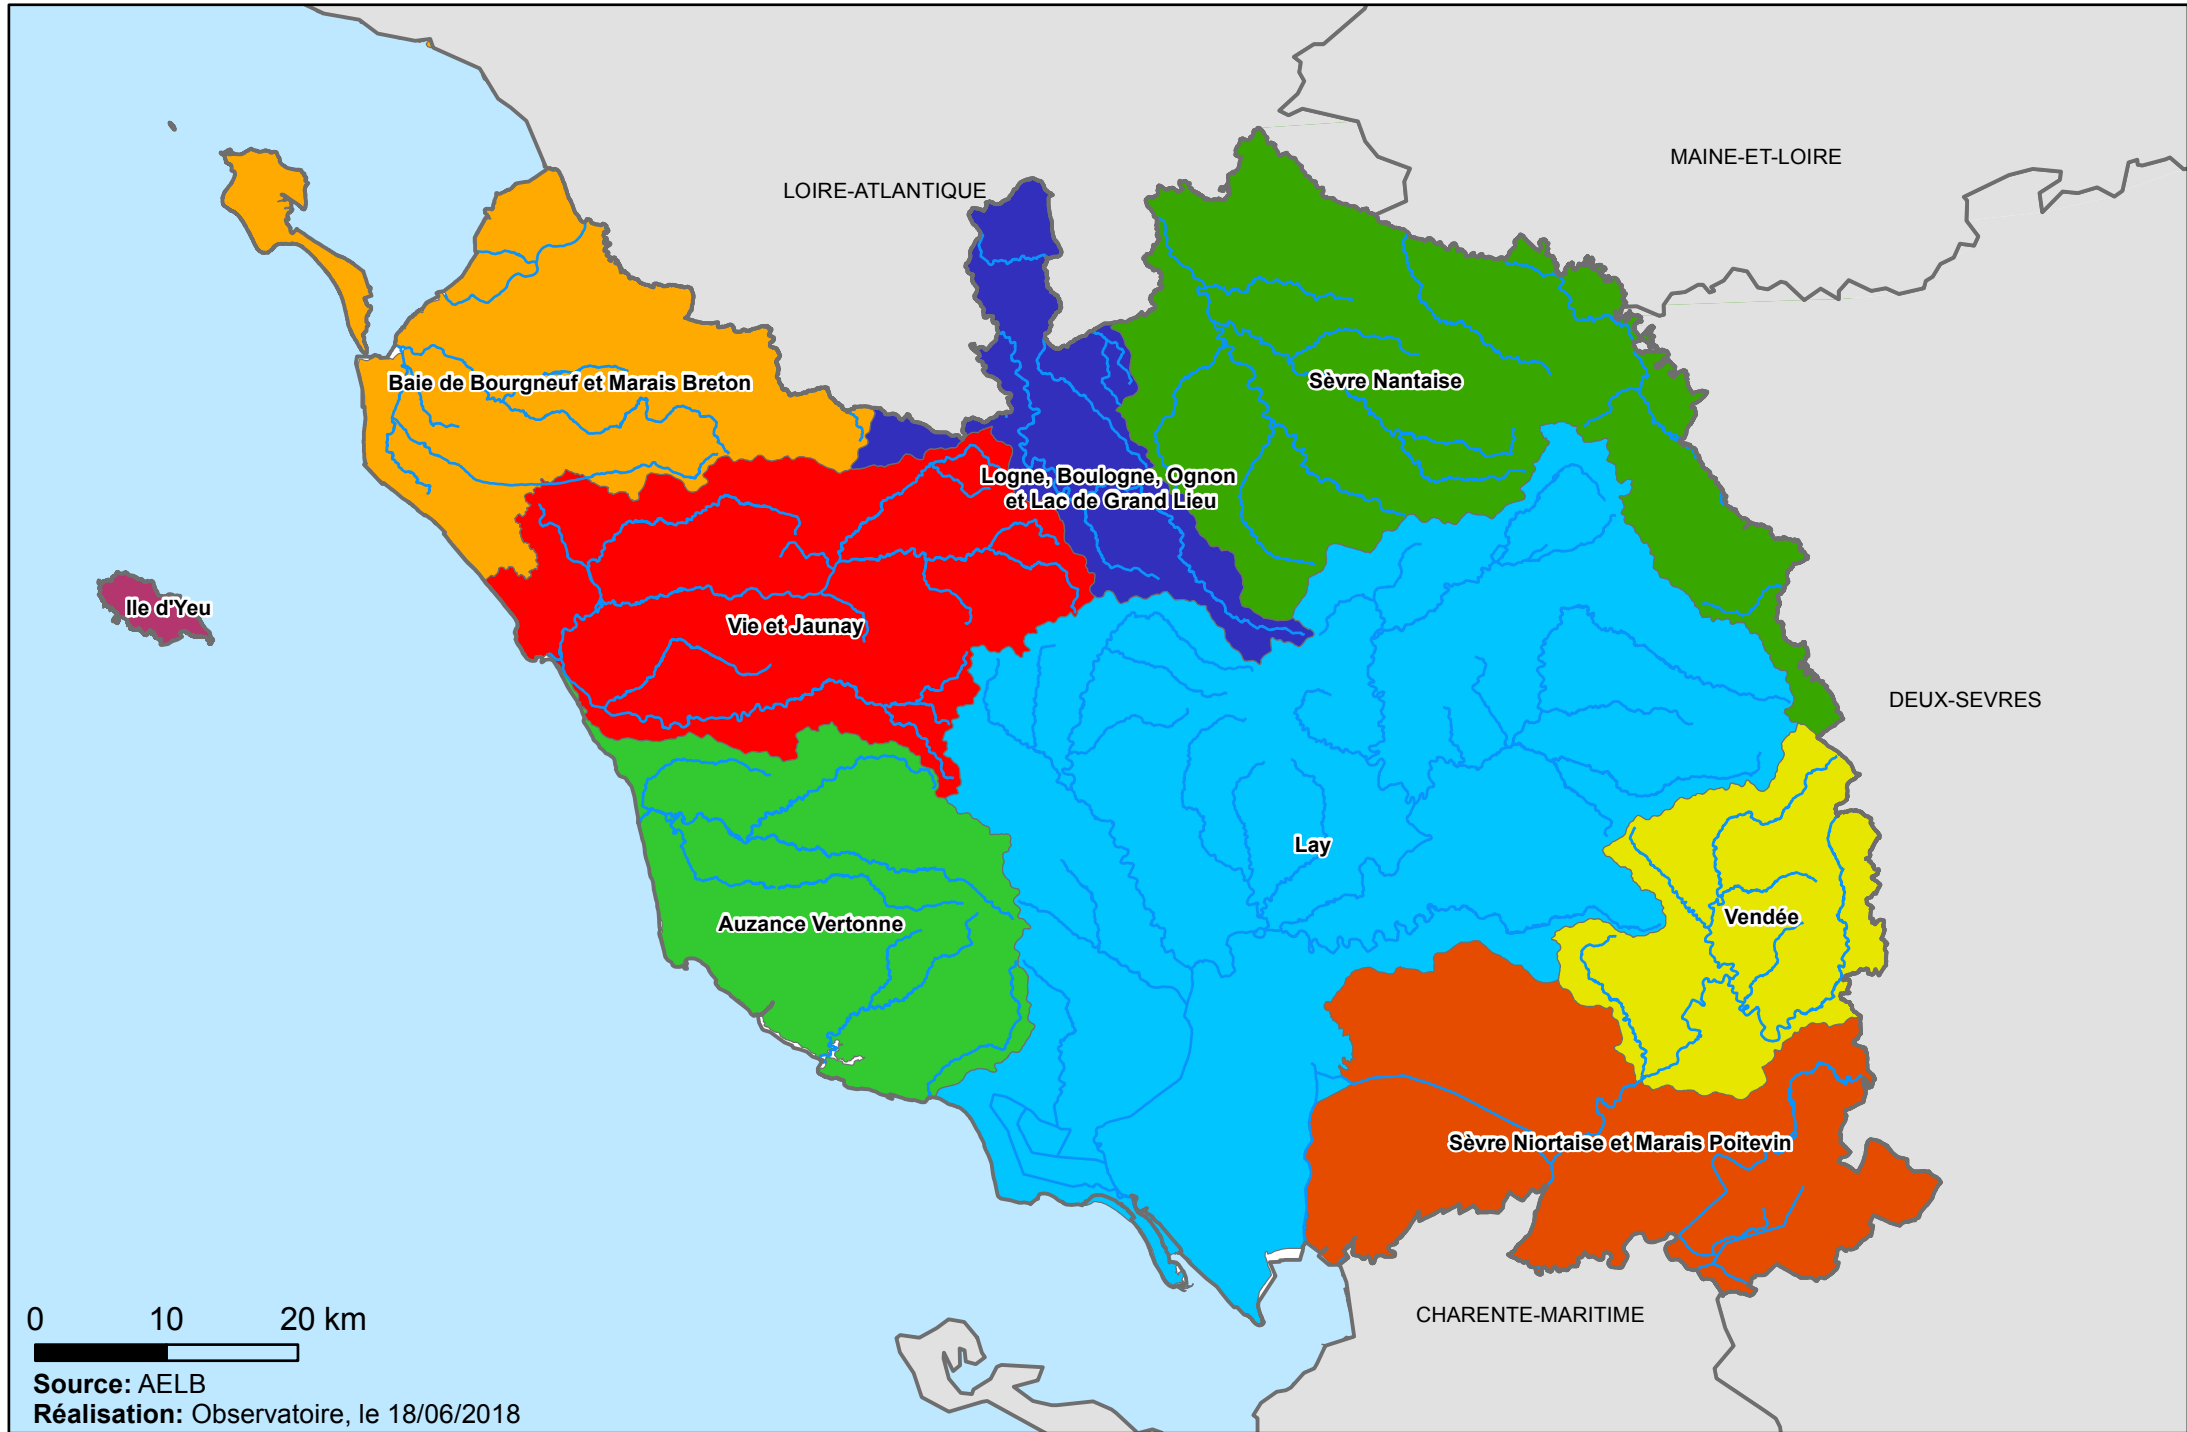 MAINE-ET-LOIRE
LOIRE-ATLANTIQUE
Baie de Bourgneuf et Marais Breton
Sèvre Nantaise
Logne, Boulogne, Ognon
et Lac de Grand Lieu
Ile d'Yeu
Vie et Jaunay
DEUX-SEVRES
Lay
Vendée
Auzance Vertonne
Sèvre Niortaise et Marais Poitevin
CHARENTE-MARITIME
0 10 20 km
Source: AELB
Réalisation: Observatoire, le 18/06/2018